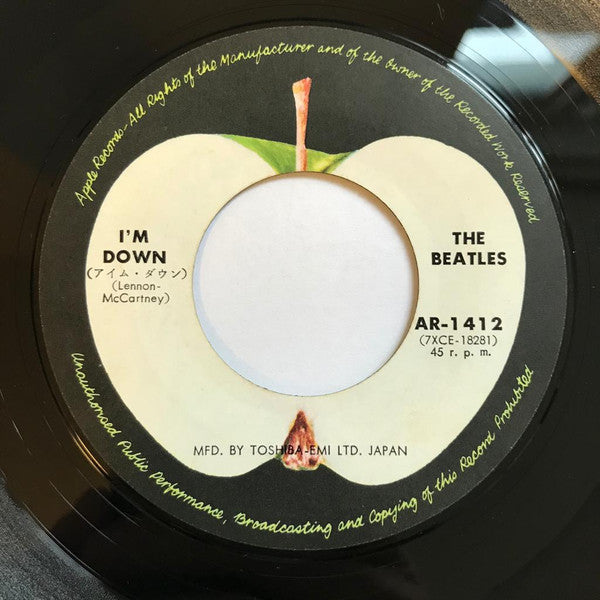 Apple Records-All Rights of the Manufacturer and of the Owner of the Recorded Work Reserved
I'M
DOWN
(アイム・ダウン)
(Lennon-
McCartney)
THE
BEATLES
AR-1412
(7XCE-18281)
45 r. p. m.
MFD. BY TOSHIBA-EMI LTD. JAPAN
Unauthorised Public Performance, Broadcasting and Copying of this Record Prohibited